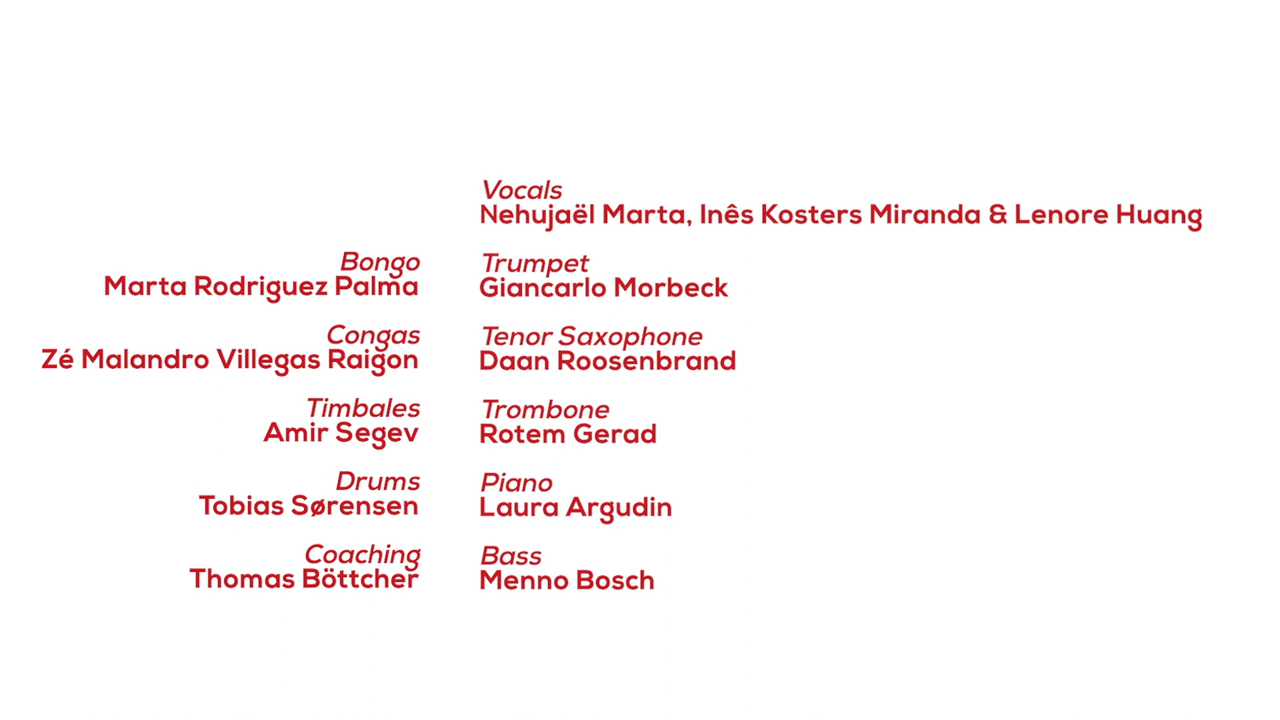 Vocals
Nehujaël Marta, Inês Kosters Miranda & Lenore Huang
Bongo
Marta Rodriguez Palma
Trumpet
Giancarlo Morbeck
Congas
Zé Malandro Villegas Raigon
Tenor Saxophone
Daan Roosenbrand
Timbales
Amir Segev
Trombone
Rotem Gerad
Drums
Tobias Sørensen
Piano
Laura Argudin
Coaching
Thomas Böttcher
Bass
Menno Bosch